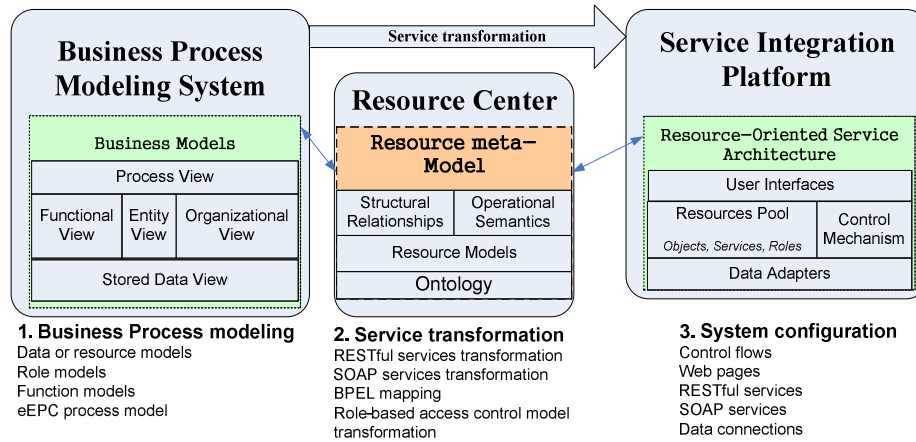 Business Process
Modeling System
Business Models
Process View
Functional
View
Entity
View
Organizational
View
Stored Data View
Service transformation
Resource Center
Resource meta-
Model
Structural
Relationships
Operational
Semantics
Resource Models
Ontology
Service Integration
Platform
Resource-Oriented Service
Architecture
User Interfaces
Resources Pool
Objects, Services, Roles
Control
Mechanism
Data Adapters
1. Business Process modeling
Data or resource models
Role models
Function models
eEPC process model
2. Service transformation
RESTful services transformation
SOAP services transformation
BPEL mapping
Role-based access control model
transformation
3. System configuration
Control flows
Web pages
RESTful services
SOAP services
Data connections